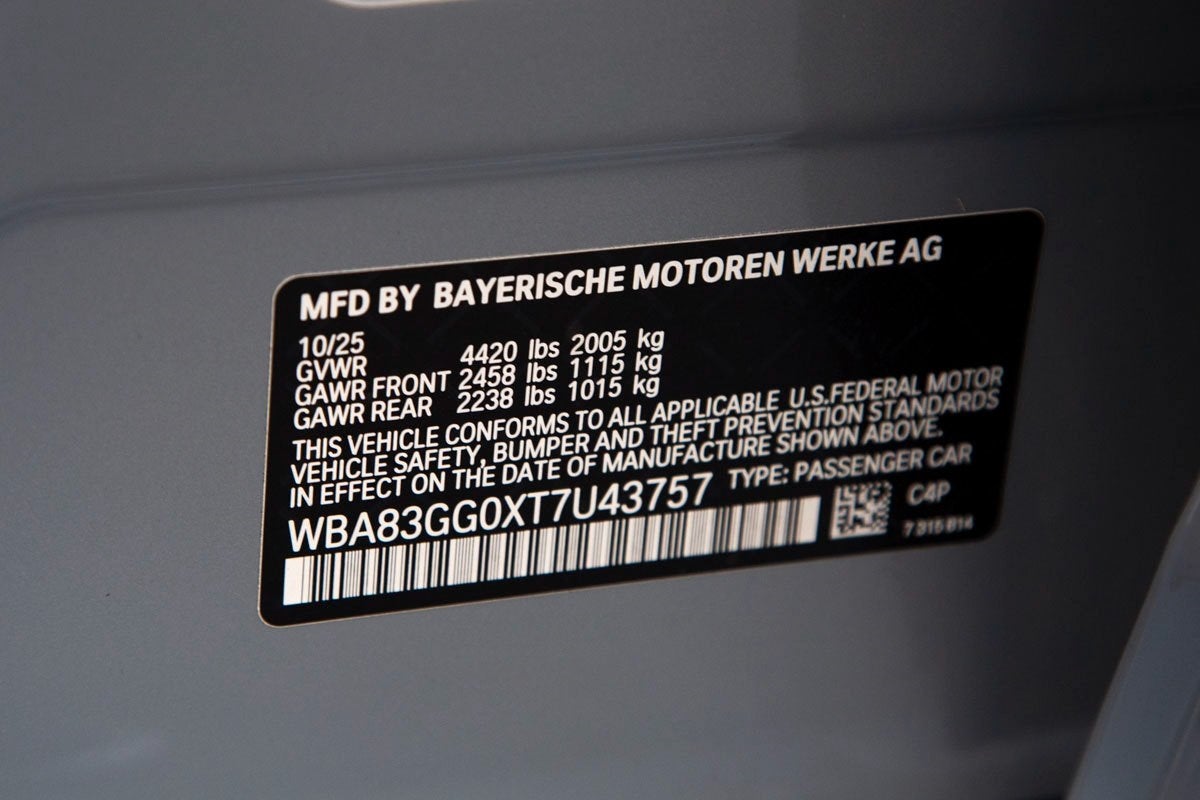 MFD BY BAYERISCHE MOTOREN WERKE AG
10/25
GVWR 4420 lbs 2005 kg
GAWR FRONT 2458 lbs 1115 kg
GAWR REAR 2238 lbs 1015 kg
THIS VEHICLE CONFORMS TO ALL APPLICABLE U.S.FEDERAL MOTOR
VEHICLE SAFETY, BUMPER AND THEFT PREVENTION STANDARDS
IN EFFECT ON THE DATE OF MANUFACTURE SHOWN ABOVE.
WBA83GG0XT7U43757 TYPE: PASSENGER CAR
C4P
7 315 B14